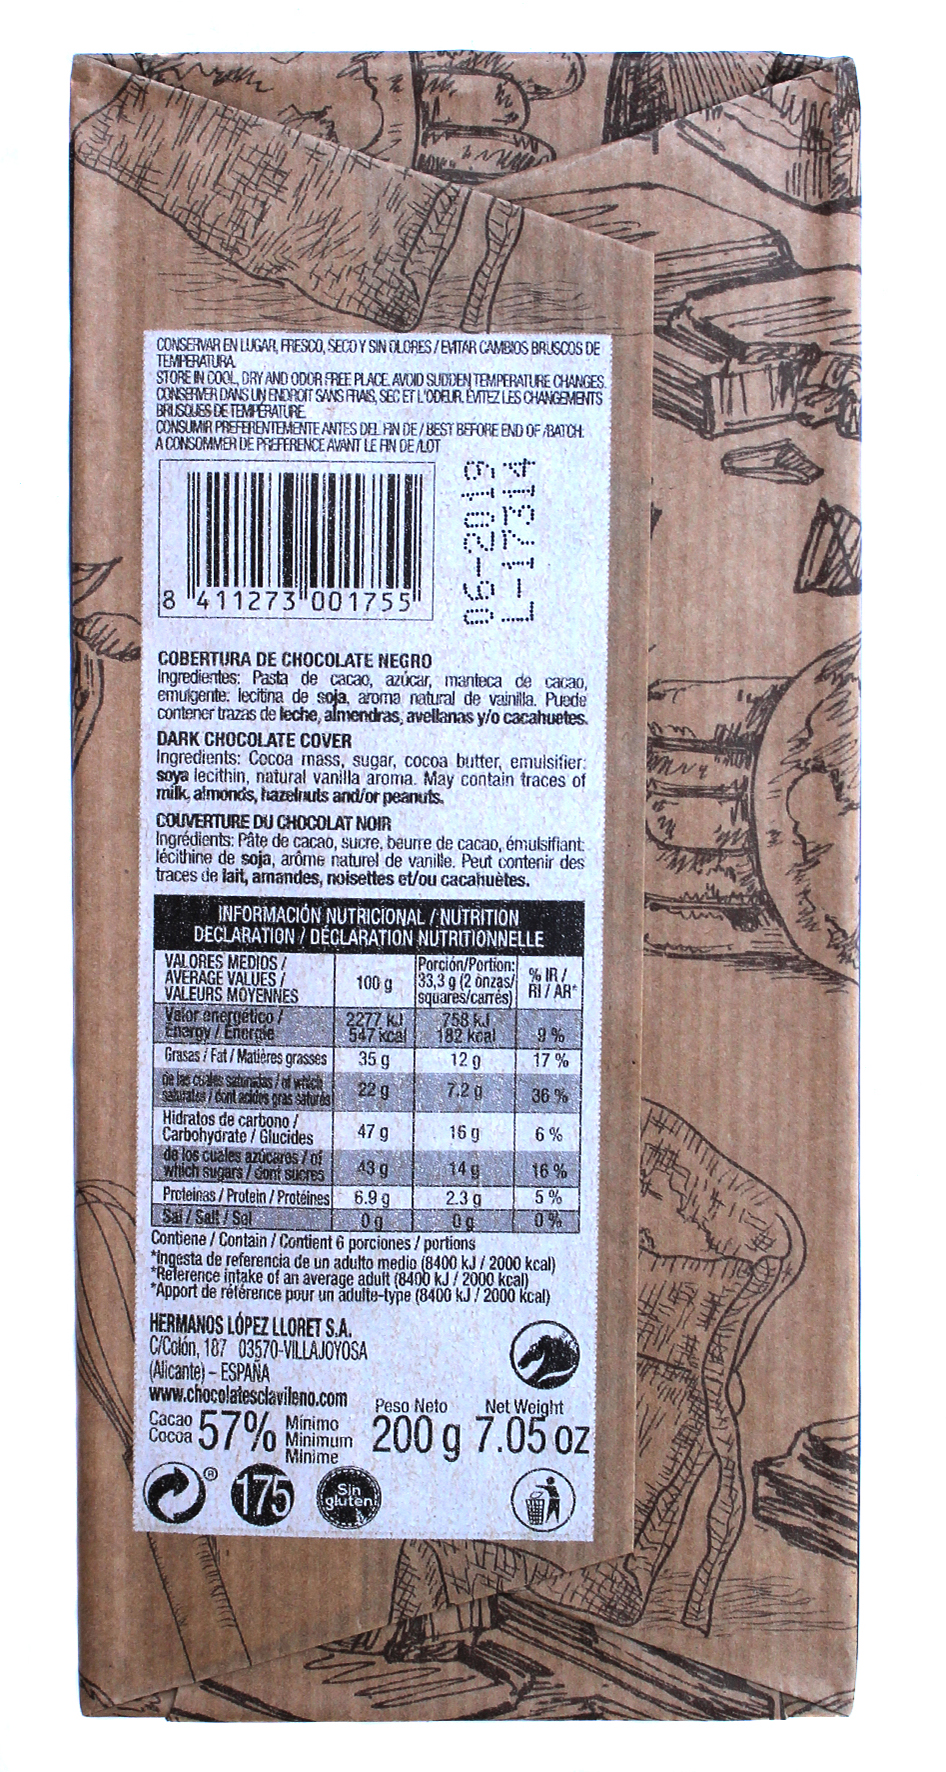 CONSERVAR EN LUGAR, FRESCO, SECO Y SIN OLORES / EVITAR CAMBIOS BRUSCOS DE
TEMPERATURA.
STORE IN COOL, DRY AND ODOR FREE PLACE. AVOID SUDDEN TEMPERATURE CHANGES.
CONSERVER DANS UN ENDROIT SANS FRAIS, SEC ET L'ODEUR. ÉVITEZ LES CHANGEMENTS
BRUSQUES DE TEMPÉRATURE.
CONSUMIR PREFERENTEMENTE ANTES DEL FIN DE / BEST BEFORE END OF /BATCH:
A CONSOMMER DE PREFERENCE AVANT LE FIN DE /LOT
06-2019
L-17314
8 411273 001755
COBERTURA DE CHOCOLATE NEGRO
Ingredientes: Pasta de cacao, azúcar, manteca de cacao,
emulgente: lecitina de soja, aroma natural de vainilla. Puede
contener trazas de leche, almendras, avellanas y/o cacahuetes.
DARK CHOCOLATE COVER
Ingredients: Cocoa mass, sugar, cocoa butter, emulsifier:
soya lecithin, natural vanilla aroma. May contain traces of
milk, almonds, hazelnuts and/or peanuts.
COUVERTURE DU CHOCOLAT NOIR
Ingrédients: Pâte de cacao, sucre, beurre de cacao, émulsifiant:
lécithine de soja, arôme naturel de vanille. Peut contenir des
traces de lait, amandes, noisettes et/ou cacahuètes.
INFORMACIÓN NUTRICIONAL / NUTRITION
DECLARATION / DÉCLARATION NUTRITIONNELLE
VALORES MEDIOS /
AVERAGE VALUES /
VALEURS MOYENNES
100 g
Porción/Portion:
33,3 g (2 onzas/
squares/carrés)
% IR /
RI / AR*
Valor energético /
Energy / Énergie
2277 kJ 758 kJ
547 kcal 182 kcal 9 %
Grasas / Fat / Matières grasses 35 g 12 g 17 %
de las cuales saturadas / of which
saturates / dont acides gras saturés 22 g 7.2 g 36 %
Hidratos de carbono /
Carbohydrate / Glucides 47 g 16 g 6 %
de los cuales azúcares / of
which sugars / dont sucres 43 g 14 g 16 %
Proteinas / Protein / Protéines 6.9 g 2.3 g 5 %
Sal / Salt / Sel 0 g 0 g 0 %
Contiene / Contain / Contient 6 porciones / portions
*Ingesta de referencia de un adulto medio (8400 kJ / 2000 kcal)
*Reference intake of an average adult (8400 kJ / 2000 kcal)
*Apport de référence pour un adulte-type (8400 kJ / 2000 kcal)
HERMANOS LÓPEZ LLORET S.A.
C/Colón, 187 03570-VILLAJOYOSA
(Alicante) – ESPAÑA
www.chocolatesclavileno.com
Cacao
Cocoa
57%
Mínimo
Minimum
Minime
Peso Neto Net Weight
200 g 7.05 oz
®
175
Sin
gluten